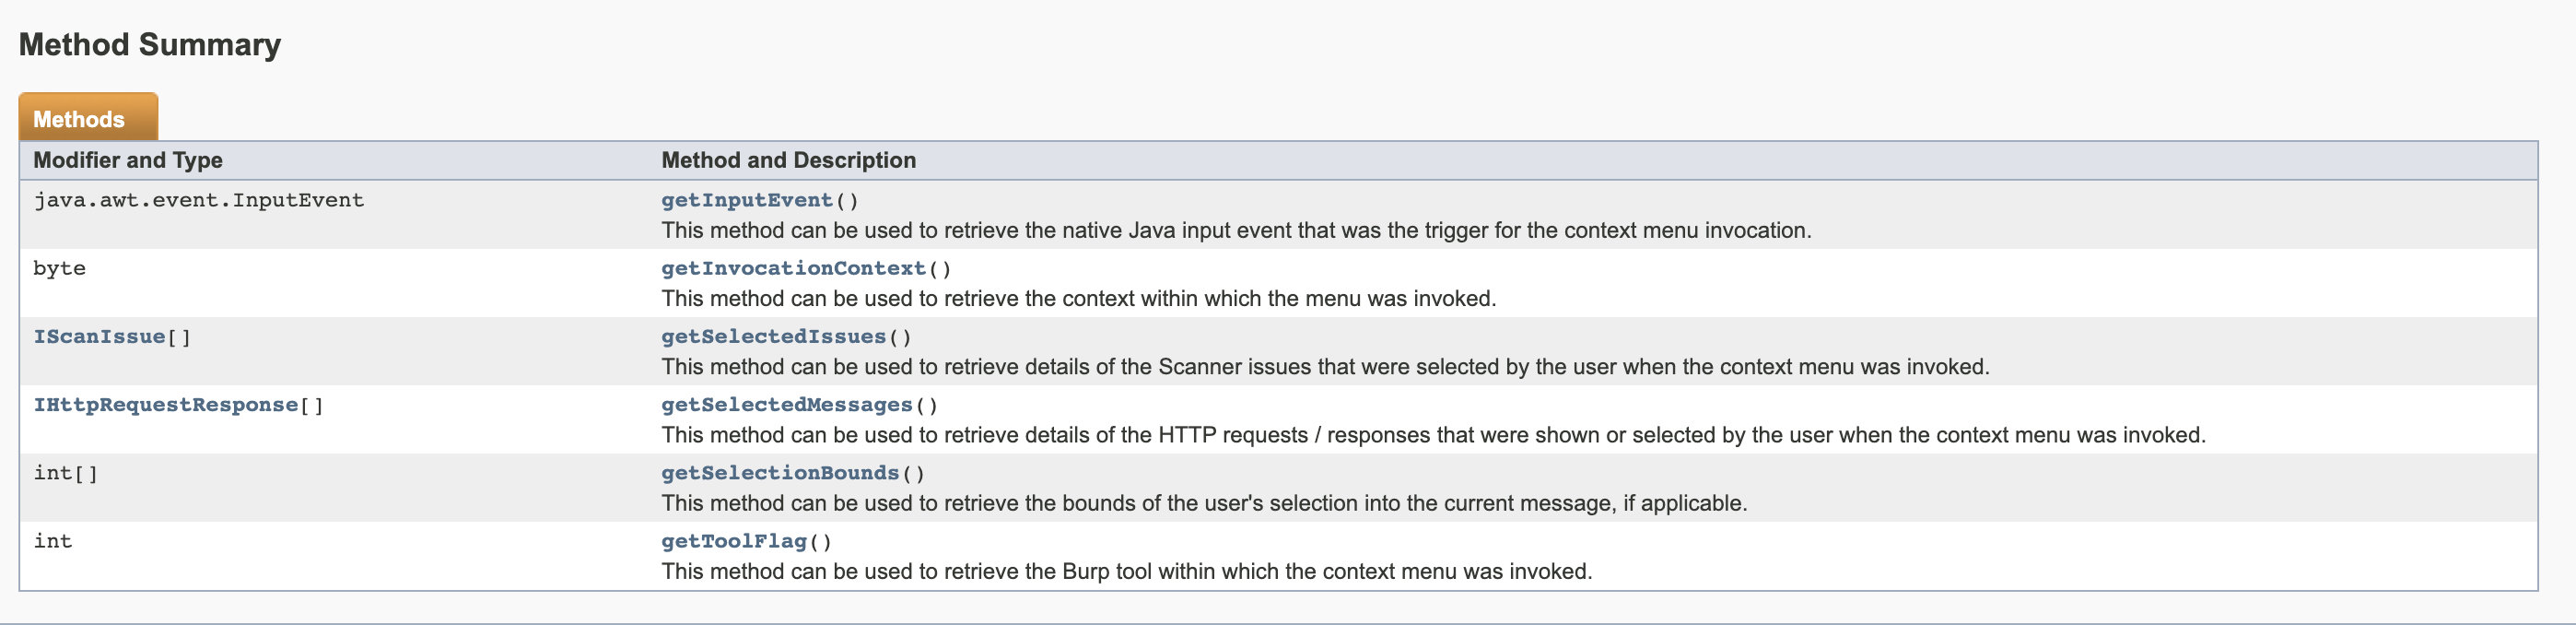 Method Summary
Methods
Modifier and Type Method and Description
java.awt.event.InputEvent getInputEvent()
This method can be used to retrieve the native Java input event that was the trigger for the context menu invocation.
byte getInvocationContext()
This method can be used to retrieve the context within which the menu was invoked.
IScanIssue[] getSelectedIssues()
This method can be used to retrieve details of the Scanner issues that were selected by the user when the context menu was invoked.
IHttpRequestResponse[] getSelectedMessages()
This method can be used to retrieve details of the HTTP requests / responses that were shown or selected by the user when the context menu was invoked.
int[] getSelectionBounds()
This method can be used to retrieve the bounds of the user's selection into the current message, if applicable.
int getToolFlag()
This method can be used to retrieve the Burp tool within which the context menu was invoked.